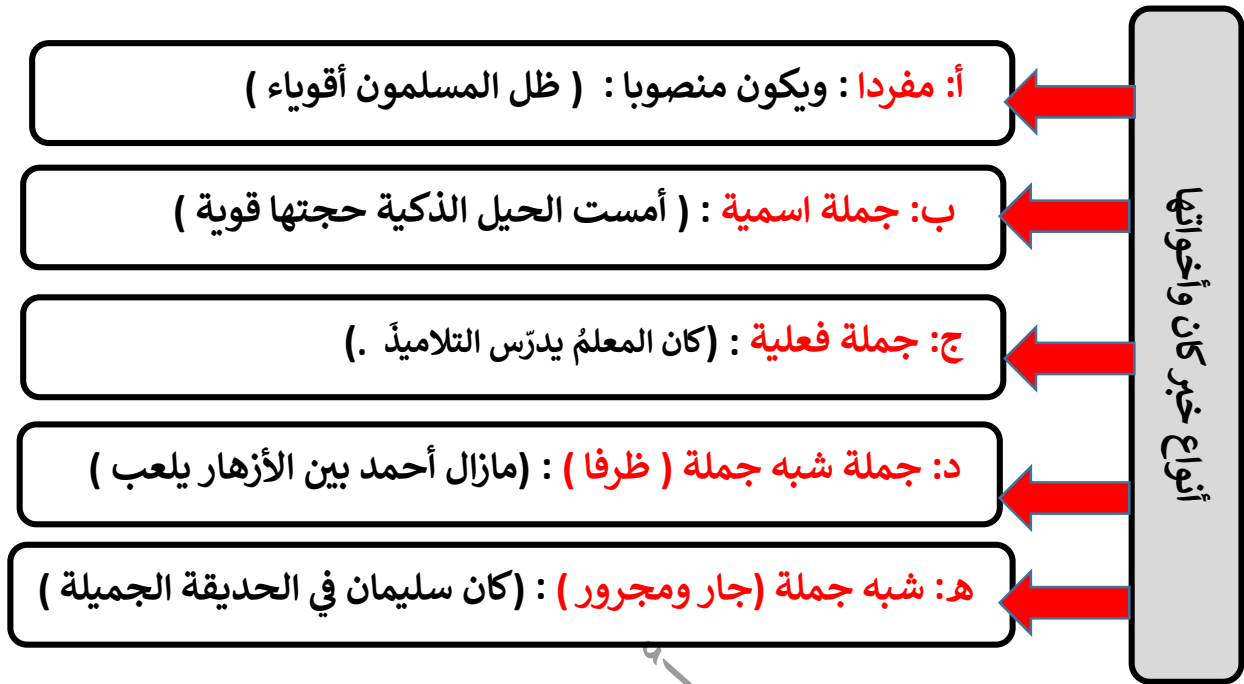 أنواع خبر كان وأخواتها
أ: مفردا : ويكون منصوبا : ( ظل المسلمون أقوياء )
ب: جملة اسمية : ( أمست الحيل الذكية حجتها قوية )
ج: جملة فعلية : (كان المعلمُ يدرّس التلاميذَ .)
د: جملة شبه جملة ( ظرفا ) : (مازال أحمد بين الأزهار يلعب )
هـ: شبه جملة (جار ومجرور ) : (كان سليمان في الحديقة الجميلة )